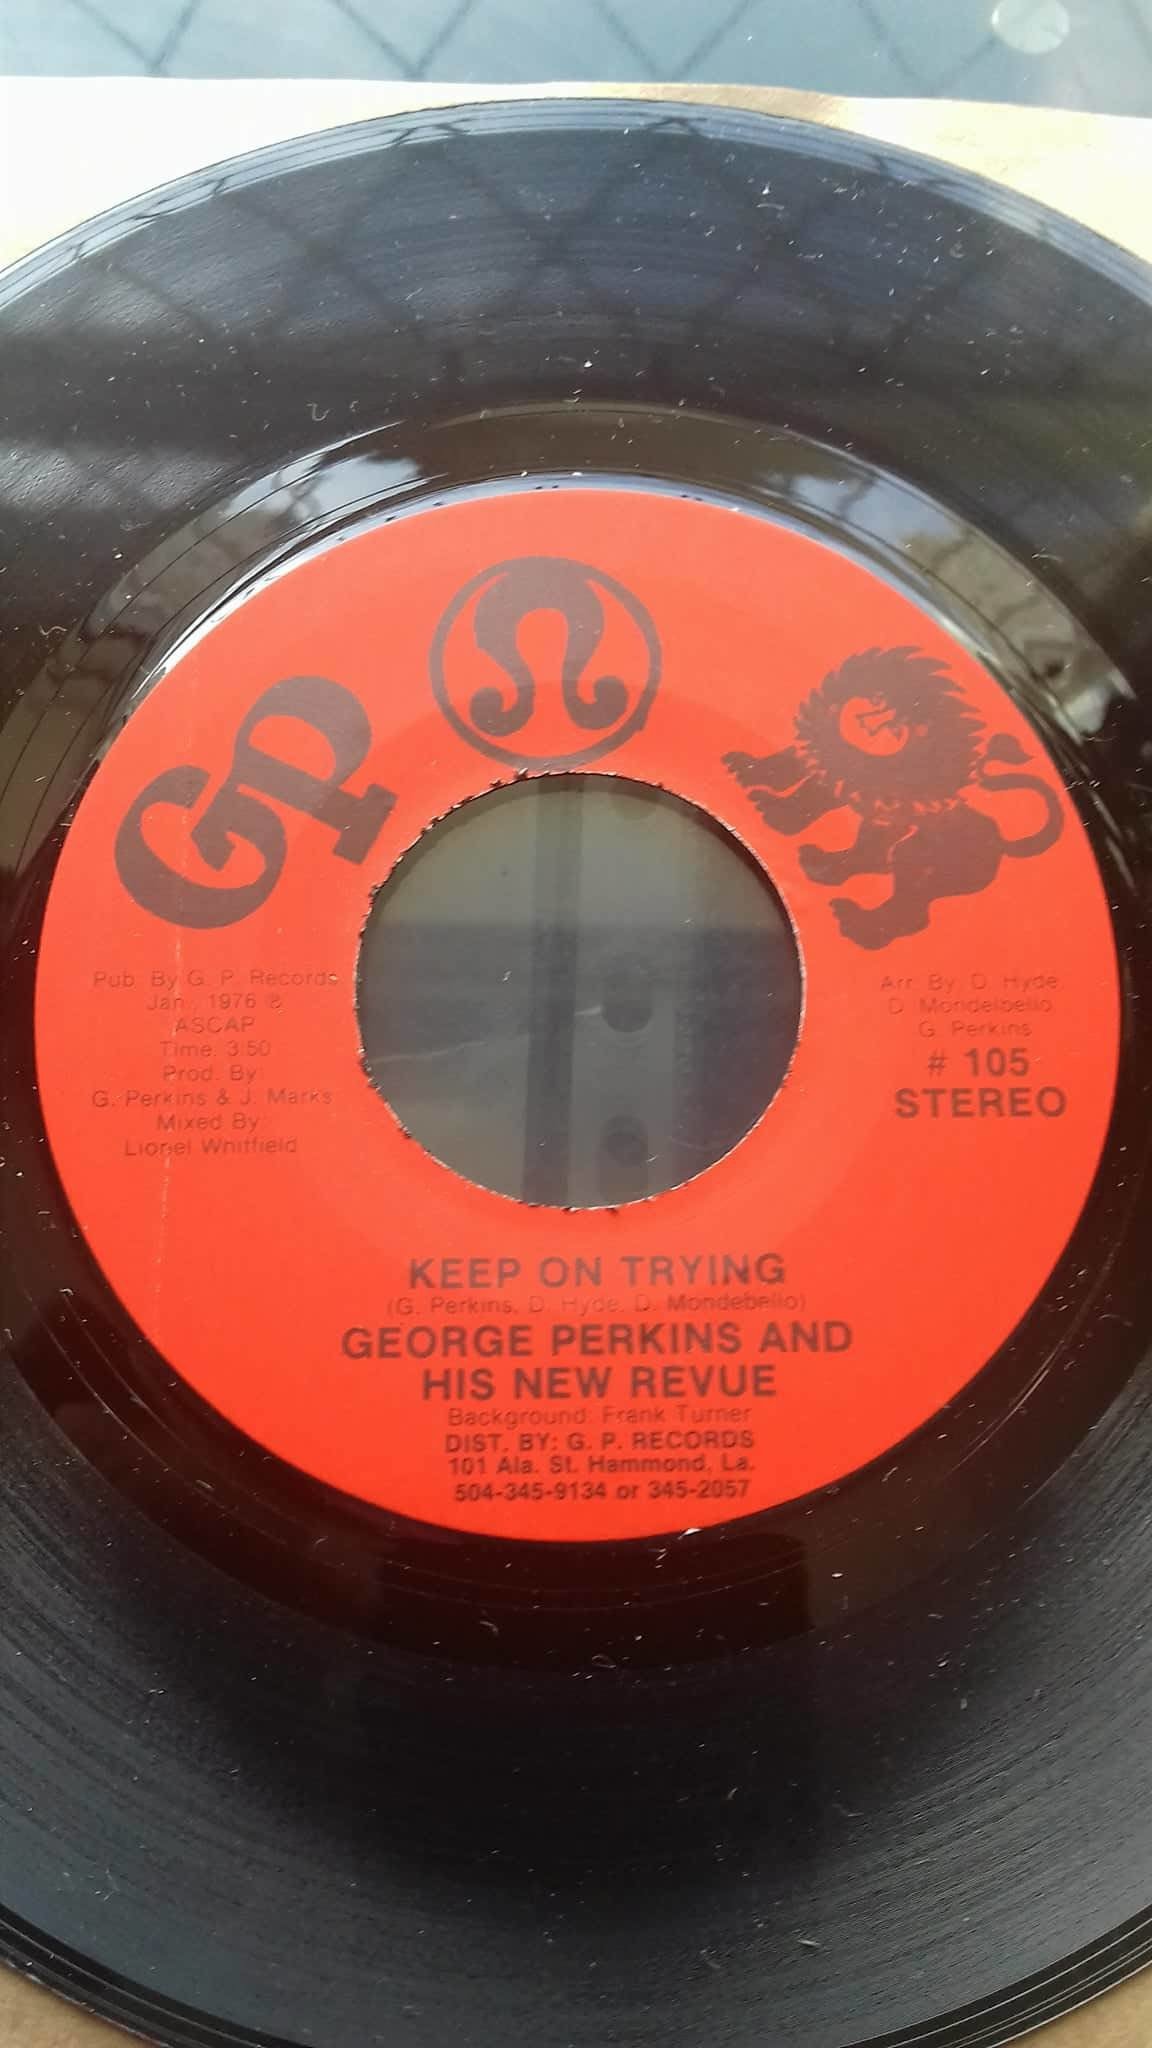 GP
Pub. By G. P. Records
Jan., 1976 B
ASCAP
Time: 3:50
Prod. By:
G. Perkins & J. Marks
Mixed By:
Lionel Whitfield
Arr. By: D. Hyde,
D. Mondelbello,
G. Perkins
# 105
STEREO
KEEP ON TRYING
(G. Perkins, D. Hyde, D. Mondebello)
GEORGE PERKINS AND
HIS NEW REVUE
Background: Frank Turner
DIST. BY: G. P. RECORDS
101 Ala. St. Hammond, La.
504-345-9134 or 345-2057